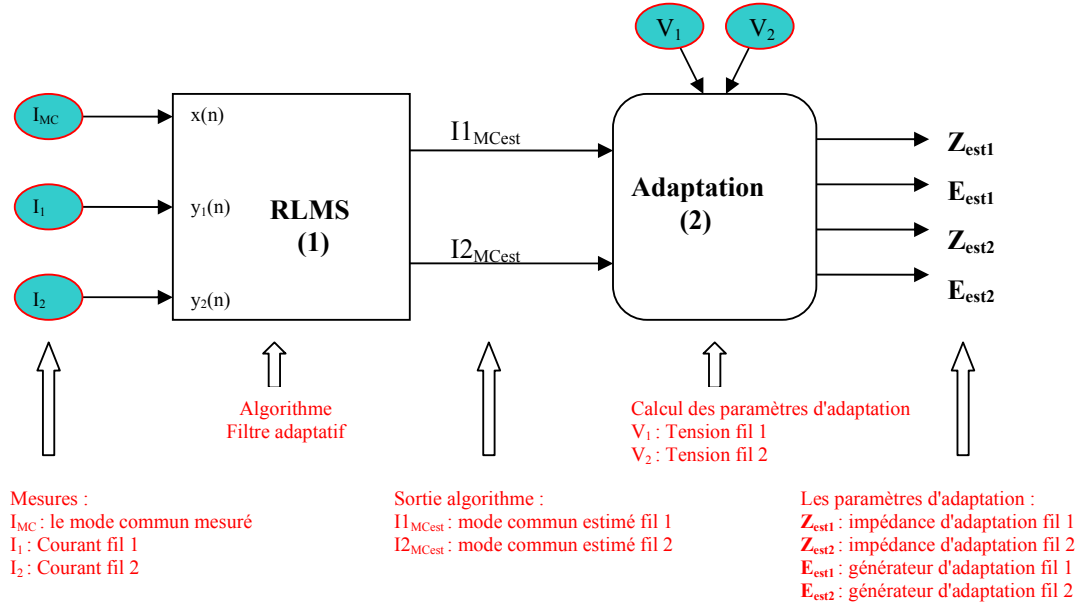 V1
V2
IMC
x(n)
I1
y1(n)
I2
y2(n)
RLMS
(1)
I1MCest
I2MCest
Adaptation
(2)
Zest1
Eest1
Zest2
Eest2
Algorithme
Filtre adaptatif
Calcul des paramètres d'adaptation
V1 : Tension fil 1
V2 : Tension fil 2
Mesures :
IMC : le mode commun mesuré
I1 : Courant fil 1
I2 : Courant fil 2
Sortie algorithme :
I1MCest : mode commun estimé fil 1
I2MCest : mode commun estimé fil 2
Les paramètres d'adaptation :
Zest1 : impédance d'adaptation fil 1
Zest2 : impédance d'adaptation fil 2
Eest1 : générateur d'adaptation fil 1
Eest2 : générateur d'adaptation fil 2